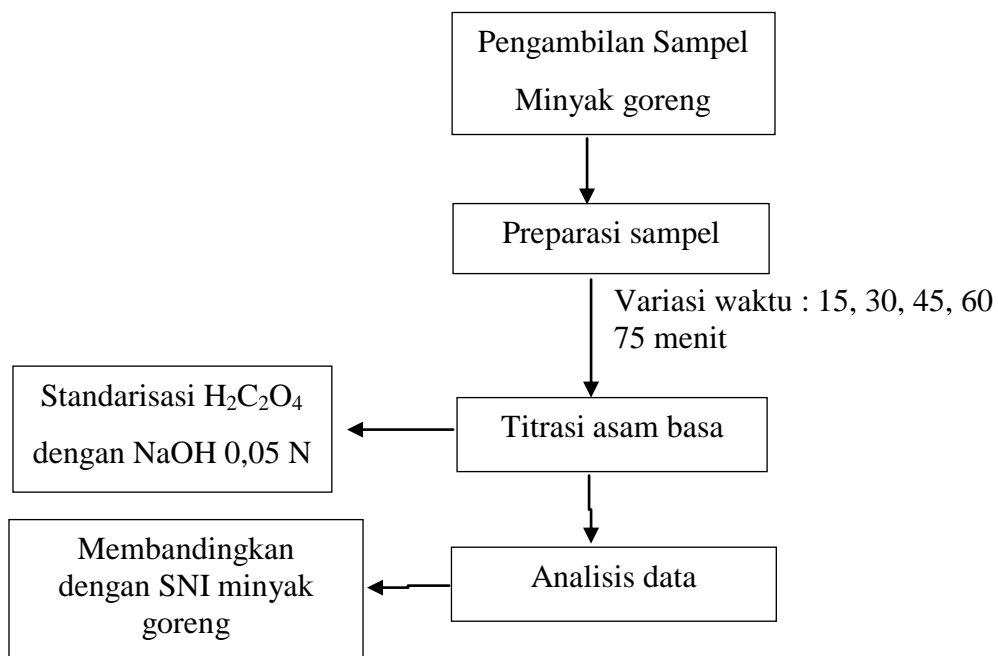 Pengambilan Sampel
Minyak goreng
Preparasi sampel
Variasi waktu : 15, 30, 45, 60
75 menit
Standarisasi H₂C₂O₄
dengan NaOH 0,05 N
Titrasi asam basa
Membandingkan
dengan SNI minyak
goreng
Analisis data